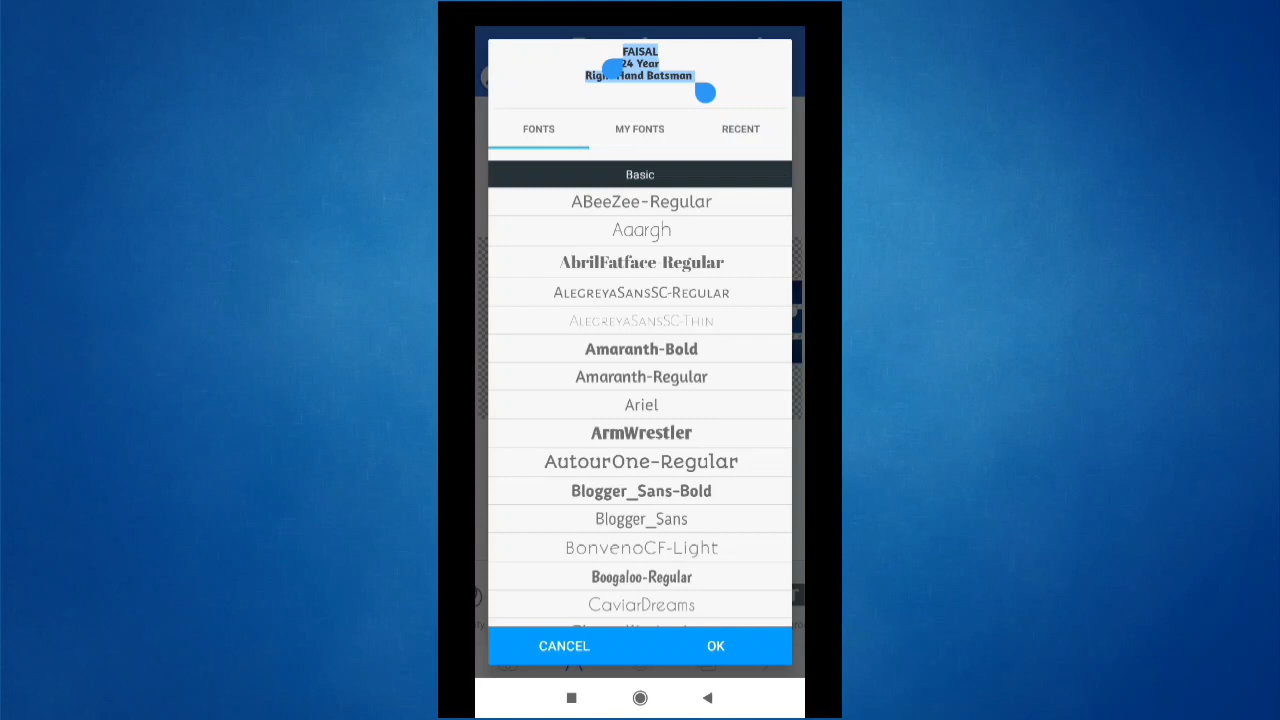 FAISAL
24 Year
Right Hand Batsman
FONTS
MY FONTS
RECENT
Basic
ABeeZee-Regular
Aaargh
AbrilFatface-Regular
AlegreyaSansSC-Regular
AlegreyaSansSC-Thin
Amaranth-Bold
Amaranth-Regular
Ariel
ArmWrestler
AutourOne-Regular
Blogger_Sans-Bold
Blogger_Sans
BonvenoCF-Light
Boogaloo-Regular
CaviarDreams
CANCEL
OK